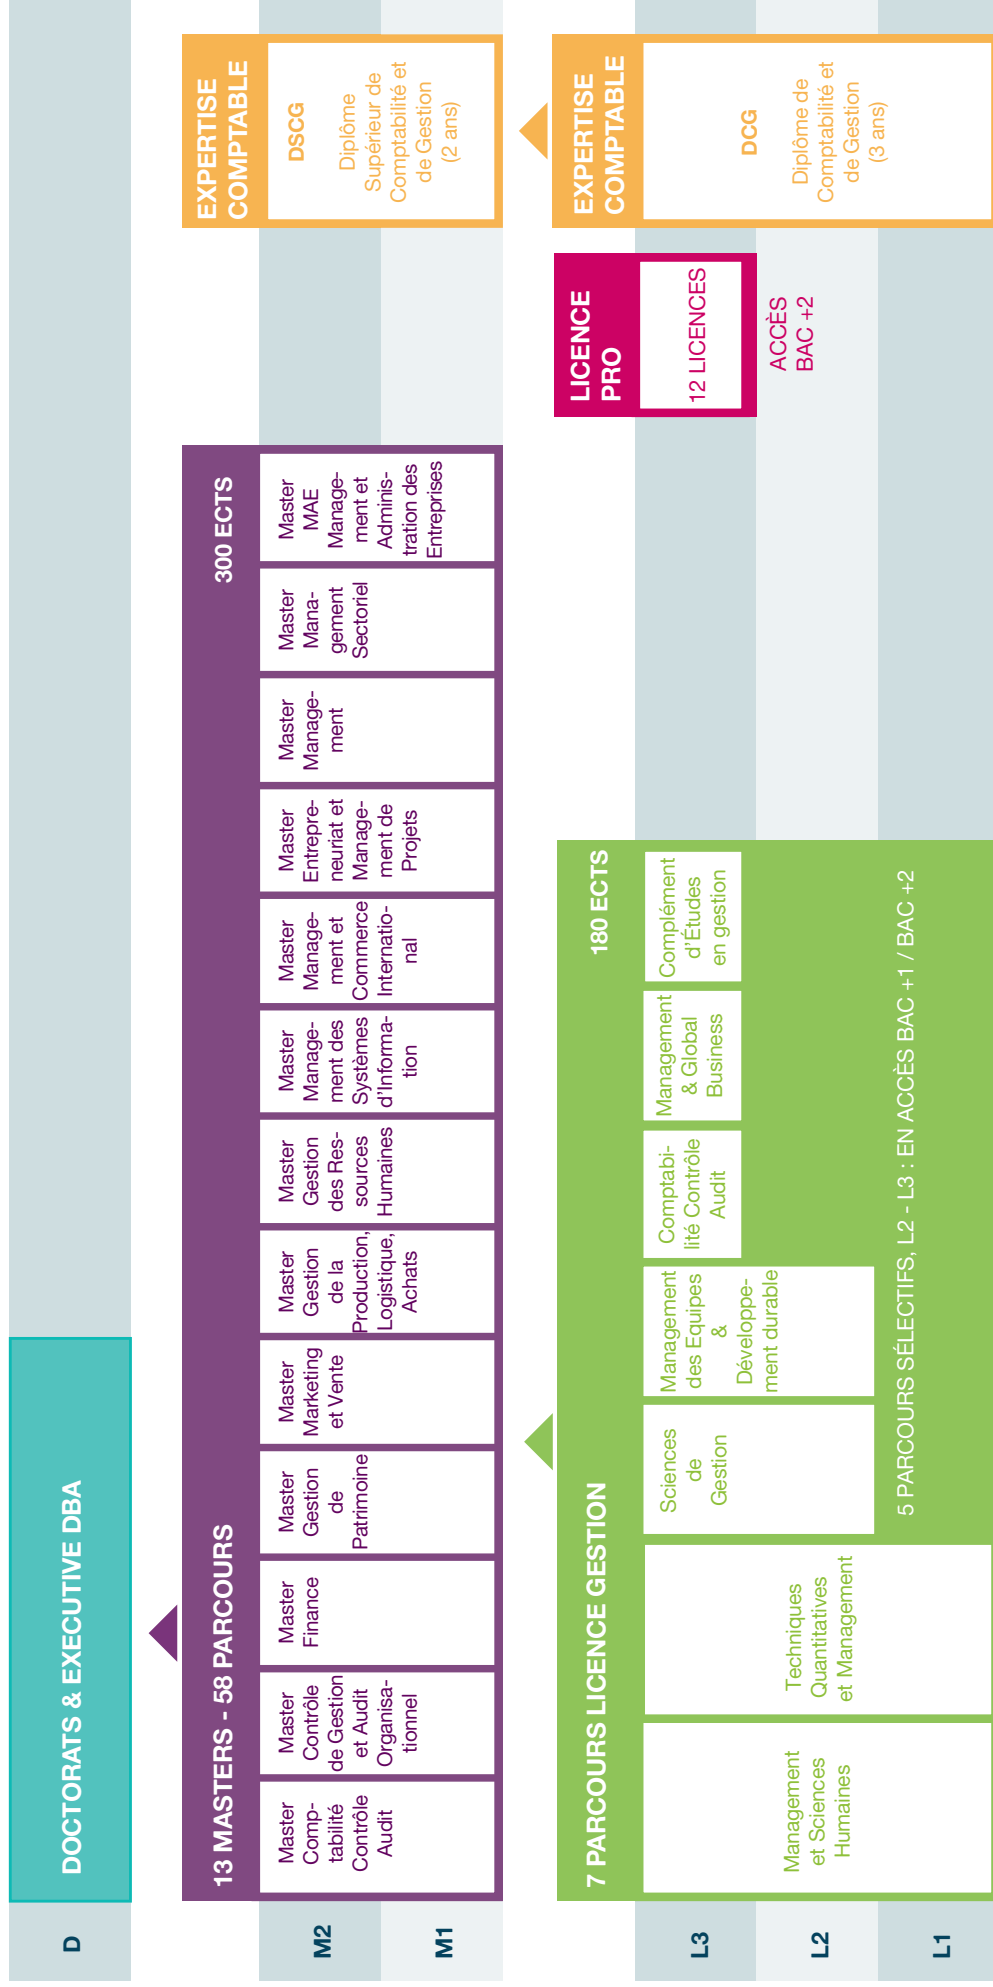 D
DOCTORATS & EXECUTIVE DBA
M2
M1
13 MASTERS - 58 PARCOURS
300 ECTS
Master
Comp-
tabilité
Contrôle
Audit
Master
Contrôle
de Gestion
et Audit
Organisa-
tionnel
Master
Finance
Master
Gestion
de
Patrimoine
Master
Marketing
et Vente
Master
Gestion
de la
Production,
Logistique,
Achats
Master
Gestion
des Res-
sources
Humaines
Master
Manage-
ment des
Systèmes
d'Informa-
tion
Master
Manage-
ment et
Commerce
Internatio-
nal
Master
Entrepre-
neuriat et
Manage-
ment de
Projets
Master
Manage-
ment
Master
Mana-
gement
Sectoriel
Master
MAE
Manage-
ment et
Adminis-
tration des
Entreprises
EXPERTISE
COMPTABLE
DSCG
Diplôme
Supérieur de
Comptabilité et
de Gestion
(2 ans)
L3
L2
L1
7 PARCOURS LICENCE GESTION
180 ECTS
Management
et Sciences
Humaines
Techniques
Quantitatives
et Management
Sciences
de
Gestion
Management
des Equipes
&
Développe-
ment durable
Comptabi-
lité Contrôle
Audit
Management
& Global
Business
Complément
d'Études
en gestion
5 PARCOURS SÉLECTIFS, L2 - L3 : EN ACCÈS BAC +1 / BAC +2
LICENCE
PRO
12 LICENCES
ACCÈS
BAC +2
EXPERTISE
COMPTABLE
DCG
Diplôme de
Comptabilité et
de Gestion
(3 ans)